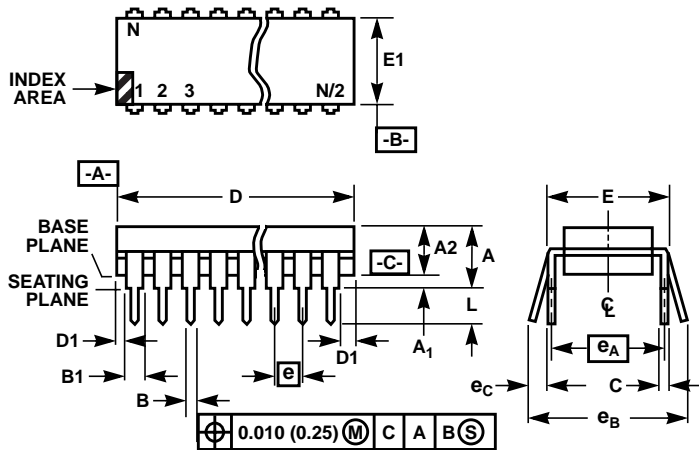 N
E1
INDEX
AREA
1 2 3 N/2
-B-
-A-
D
E
BASE
PLANE
A2
A
-C-
SEATING
PLANE
L
C L
D1
A1
D1
eA
B1
e
eC
C
B
eB
0.010 (0.25) M C A B S